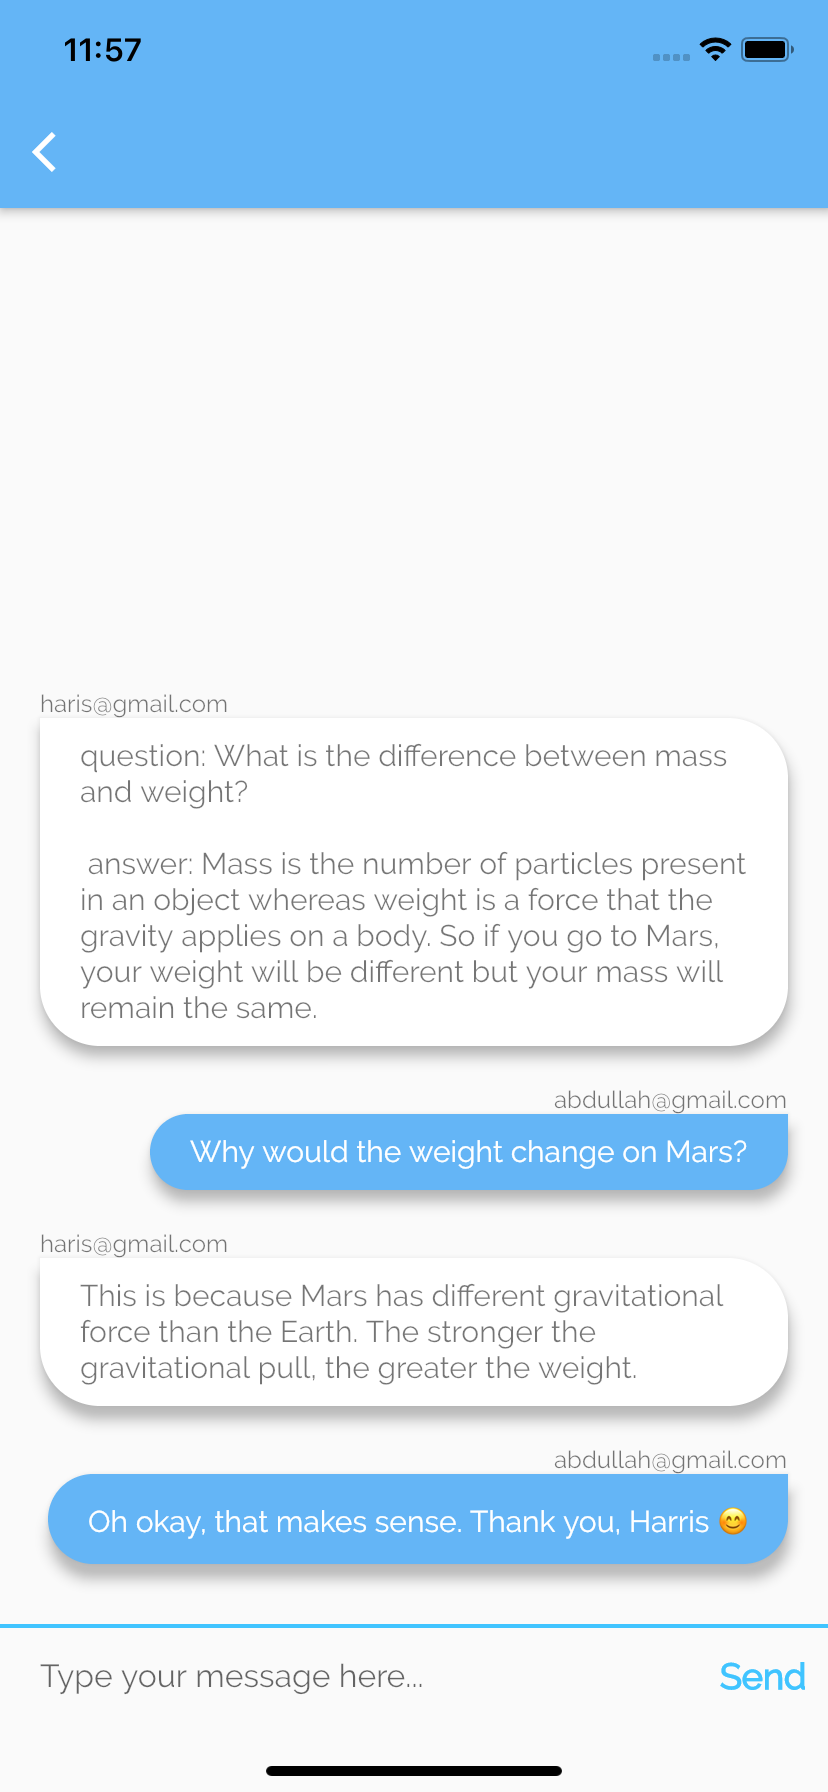 11:57
haris@gmail.com
question: What is the difference between mass
and weight?
answer: Mass is the number of particles present
in an object whereas weight is a force that the
gravity applies on a body. So if you go to Mars,
your weight will be different but your mass will
remain the same.
abdullah@gmail.com
Why would the weight change on Mars?
haris@gmail.com
This is because Mars has different gravitational
force than the Earth. The stronger the
gravitational pull, the greater the weight.
abdullah@gmail.com
Oh okay, that makes sense. Thank you, Harris 😊
Type your message here...
Send